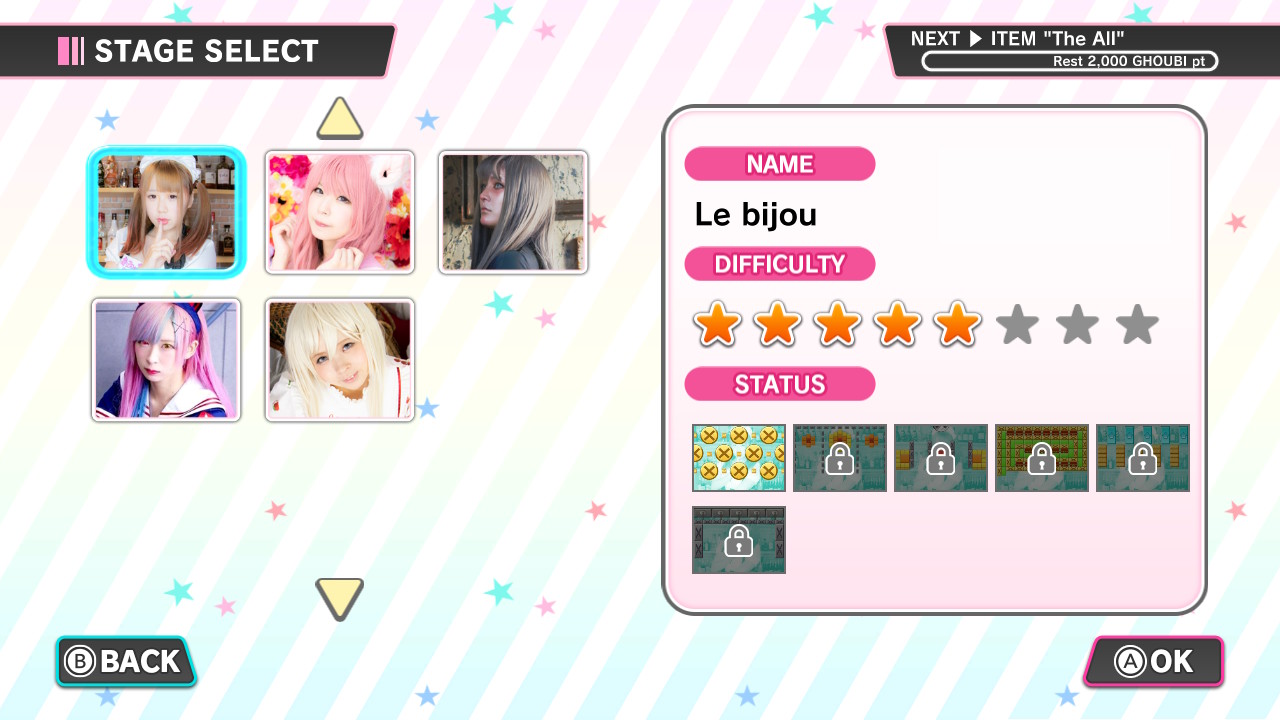 STAGE SELECT
NEXT ▶ ITEM "The All"
Rest 2,000 GHOUBI pt
NAME
Le bijou
DIFFICULTY
STATUS
B BACK
A OK